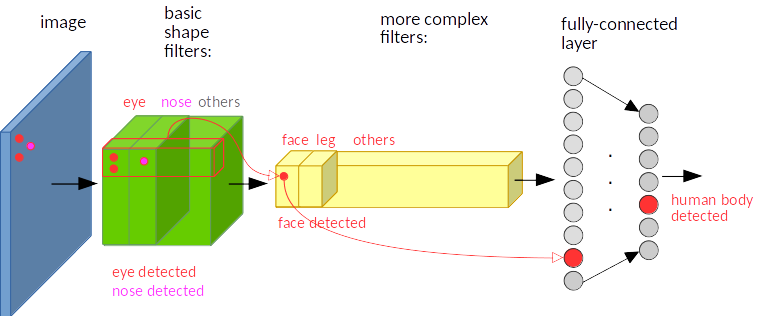 image
basic
shape
filters:
more complex
filters:
fully-connected
layer
eye nose others
face leg others
face detected
human body
detected
eye detected
nose detected